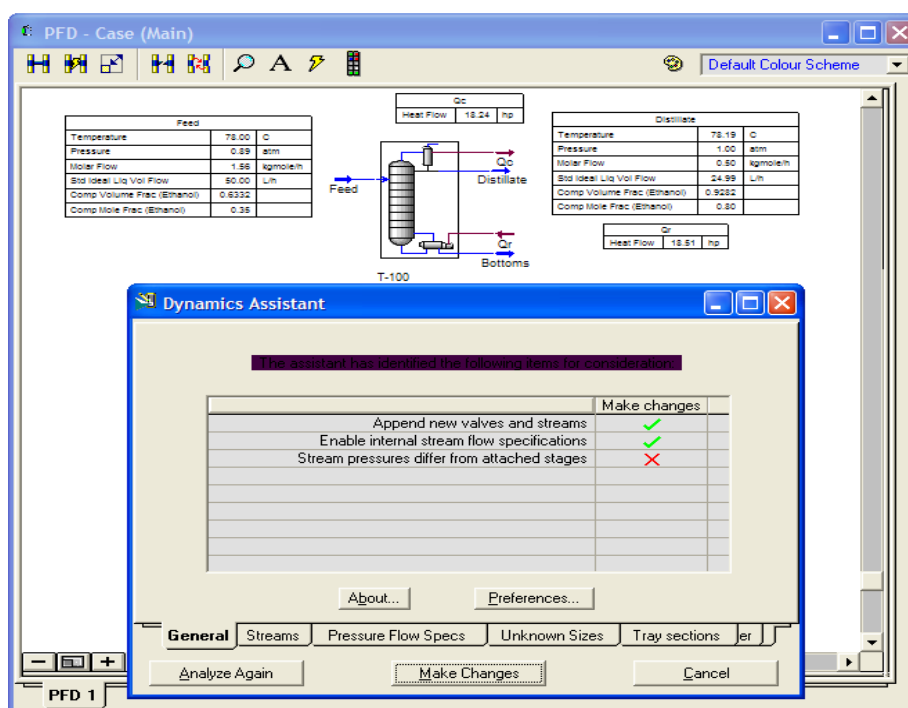 PFD - Case (Main)
A
Default Colour Scheme
Feed
Temperature 78.00 C
Pressure 0.89 atm
Molar Flow 1.56 kgmole/h
Std Ideal Liq Vol Flow 50.00 L/h
Comp Volume Frac (Ethanol) 0.6332
Comp Mole Frac (Ethanol) 0.35
Qc
Heat Flow 18.24 hp
Distillate
Temperature 78.19 C
Pressure 1.00 atm
Molar Flow 0.50 kgmole/h
Std Ideal Liq Vol Flow 24.99 L/h
Comp Volume Frac (Ethanol) 0.9282
Comp Mole Frac (Ethanol) 0.80
Qc
Feed
Distillate
Qr
Heat Flow 18.51 hp
Qr
Bottoms
T-100
Dynamics Assistant
The assistant has identified the following items for consideration:
Make changes
Append new valves and streams
Enable internal stream flow specifications
Stream pressures differ from attached stages
About...
Preferences...
General Streams Pressure Flow Specs Unknown Sizes Tray sections er
Analyze Again Make Changes Cancel
PFD 1